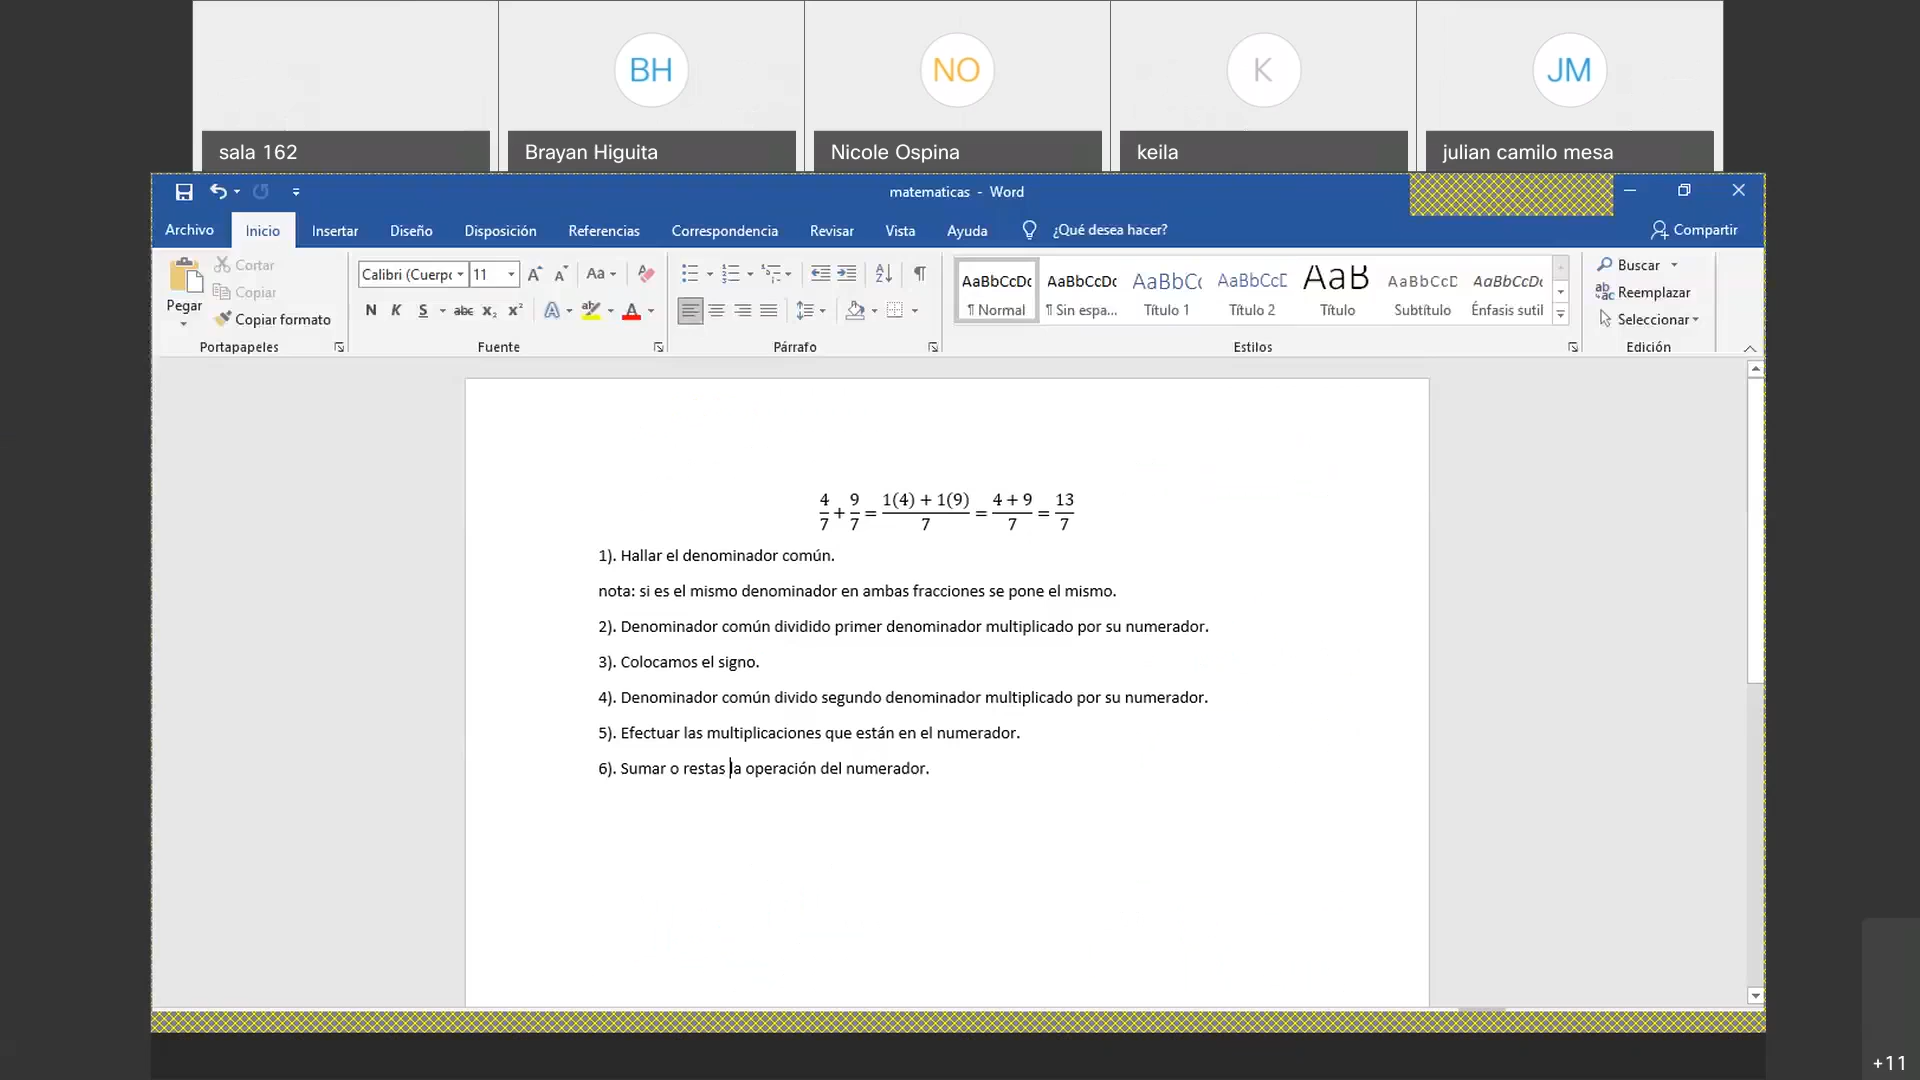 BH
NO
K
JM
sala 162
Brayan Higuita
Nicole Ospina
keila
julian camilo mesa
matematicas - Word
Archivo
Inicio
Insertar
Diseño
Disposición
Referencias
Correspondencia
Revisar
Vista
Ayuda
¿Qué desea hacer?
Compartir
Pegar
Cortar
Copiar
Copiar formato
Portapapeles
Calibri (Cuerpo
11
Aa
N K S abc x₂ x²
A aby A
Fuente
Párrafo
AaBbCcDc
¶ Normal
AaBbCcDc
¶ Sin espa...
AaBbCc
Título 1
AaBbCcD
Título 2
AaB
Título
AaBbCcD
Subtítulo
AaBbCcDc
Énfasis sutil
Estilos
Buscar
Reemplazar
Seleccionar
Edición
4/7 + 9/7 = 1(4) + 1(9)/7 = 4 + 9/7 = 13/7
1). Hallar el denominador común.
nota: si es el mismo denominador en ambas fracciones se pone el mismo.
2). Denominador común dividido primer denominador multiplicado por su numerador.
3). Colocamos el signo.
4). Denominador común divido segundo denominador multiplicado por su numerador.
5). Efectuar las multiplicaciones que están en el numerador.
6). Sumar o restas la operación del numerador.
+11